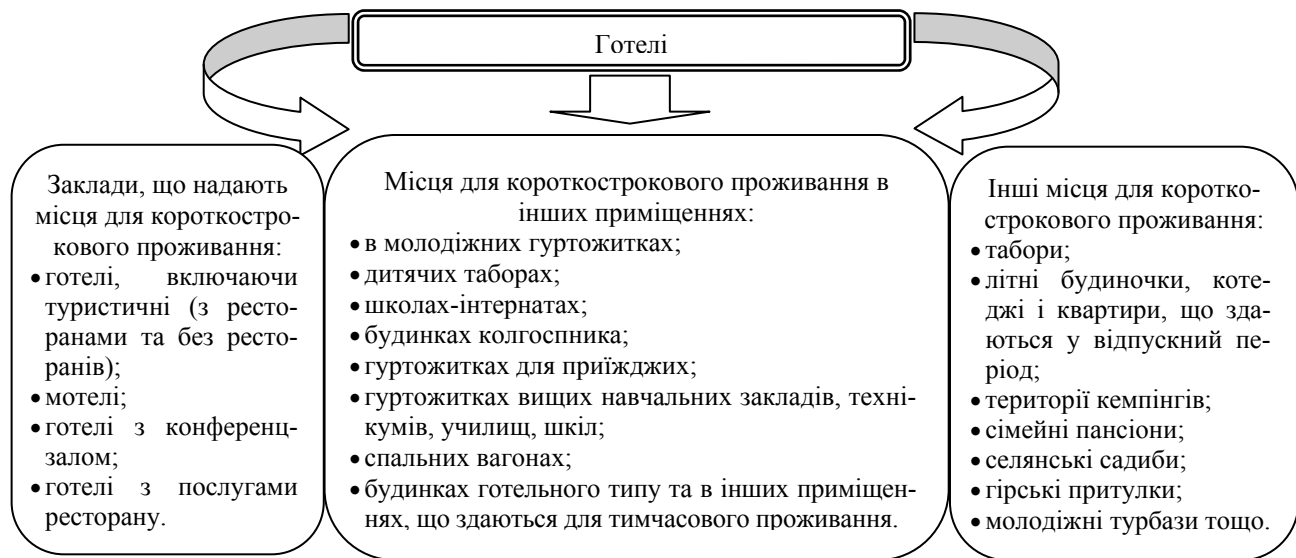 Готелі
Заклади, що надають
місця для короткостро-
кового проживання:
• готелі, включаючи
туристичні (з ресто-
ранами та без ресто-
ранів);
• мотелі;
• готелі з конференц-
залом;
• готелі з послугами
ресторану.
Місця для короткострокового проживання в
інших приміщеннях:
• в молодіжних гуртожитках;
• дитячих таборах;
• школах-інтернатах;
• будинках колгоспника;
• гуртожитках для приїжджих;
• гуртожитках вищих навчальних закладів, техні-
кумів, училищ, шкіл;
• спальних вагонах;
• будинках готельного типу та в інших приміщен-
нях, що здаються для тимчасового проживання.
Інші місця для коротко-
строкового проживання:
• табори;
• літні будиночки, коте-
джі і квартири, що зда-
ються у відпускний пе-
ріод;
• території кемпінгів;
• сімейні пансіони;
• селянські садиби;
• гірські притулки;
• молодіжні турбази тощо.